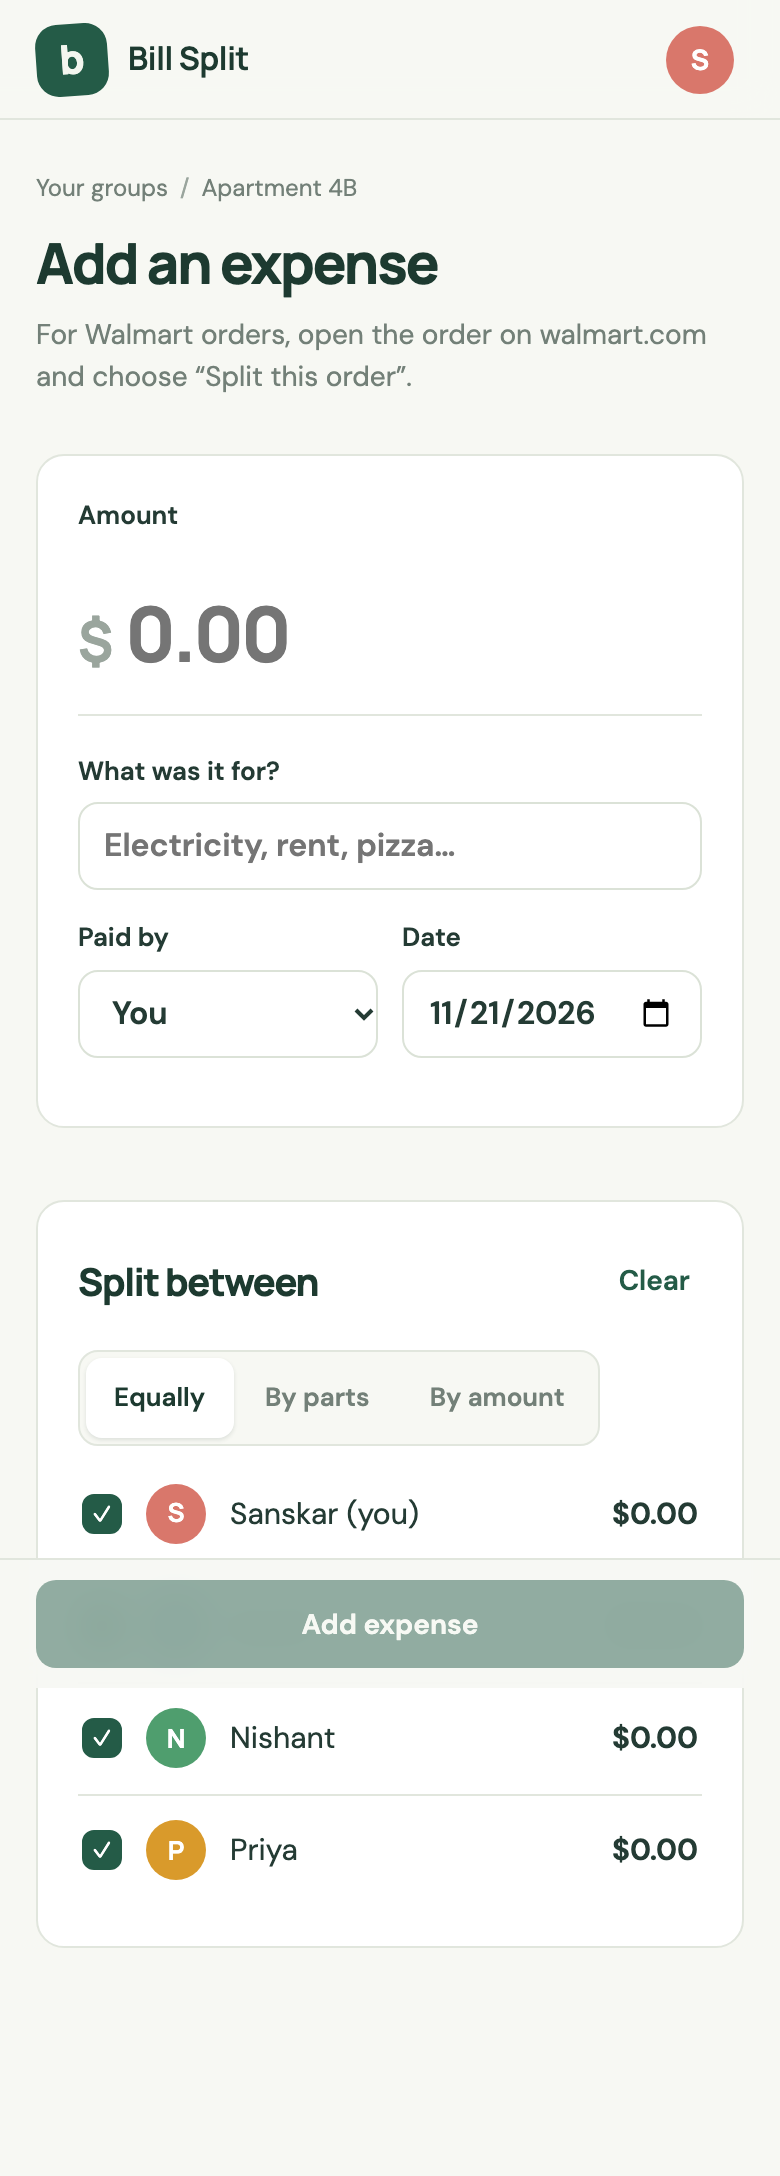 b Bill Split S
Your groups / Apartment 4B
Add an expense
For Walmart orders, open the order on walmart.com
and choose “Split this order”.
Amount
$ 0.00
What was it for?
Electricity, rent, pizza…
Paid by Date
You 11/21/2026
Split between Clear
Equally By parts By amount
S Sanskar (you) $0.00
Add expense
N Nishant $0.00
P Priya $0.00